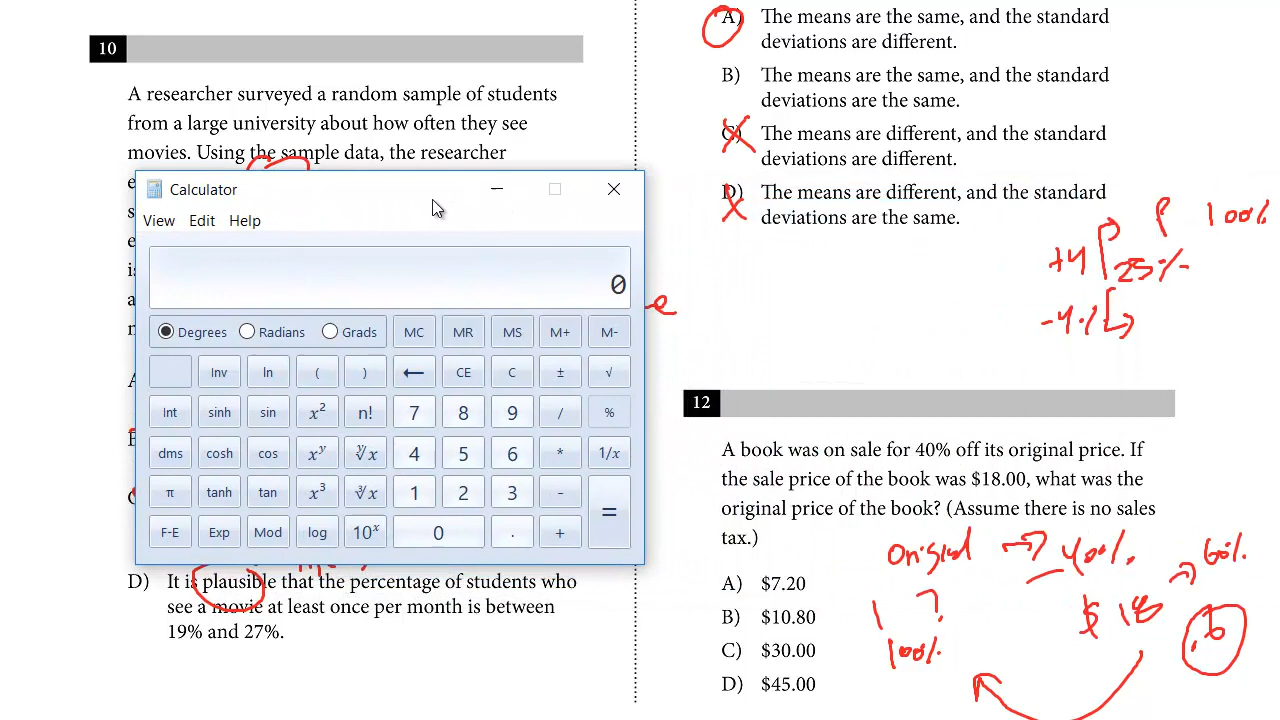 10
A researcher surveyed a random sample of students
from a large university about how often they see
movies. Using the sample data, the researcher
D) It is plausible that the percentage of students who
see a movie at least once per month is between
19% and 27%.
Calculator
View Edit Help
0
Degrees Radians Grads MC MR MS M+ M-
Inv ln ( ) ← CE C ± √
Int sinh sin x² n! 7 8 9 / %
dms cosh cos xʸ ʸ√x 4 5 6 * 1/x
π tanh tan x³ ³√x 1 2 3 - =
F-E Exp Mod log 10ˣ 0 . +
A) The means are the same, and the standard
deviations are different.
B) The means are the same, and the standard
deviations are the same.
C) The means are different, and the standard
deviations are different.
D) The means are different, and the standard
deviations are the same.
100%
+4 23%
-4%
e
12
A book was on sale for 40% off its original price. If
the sale price of the book was $18.00, what was the
original price of the book? (Assume there is no sales
tax.)
A) $7.20
B) $10.80
C) $30.00
D) $45.00
Original → 40% → 60%
1 ? $ 18 .6
100%